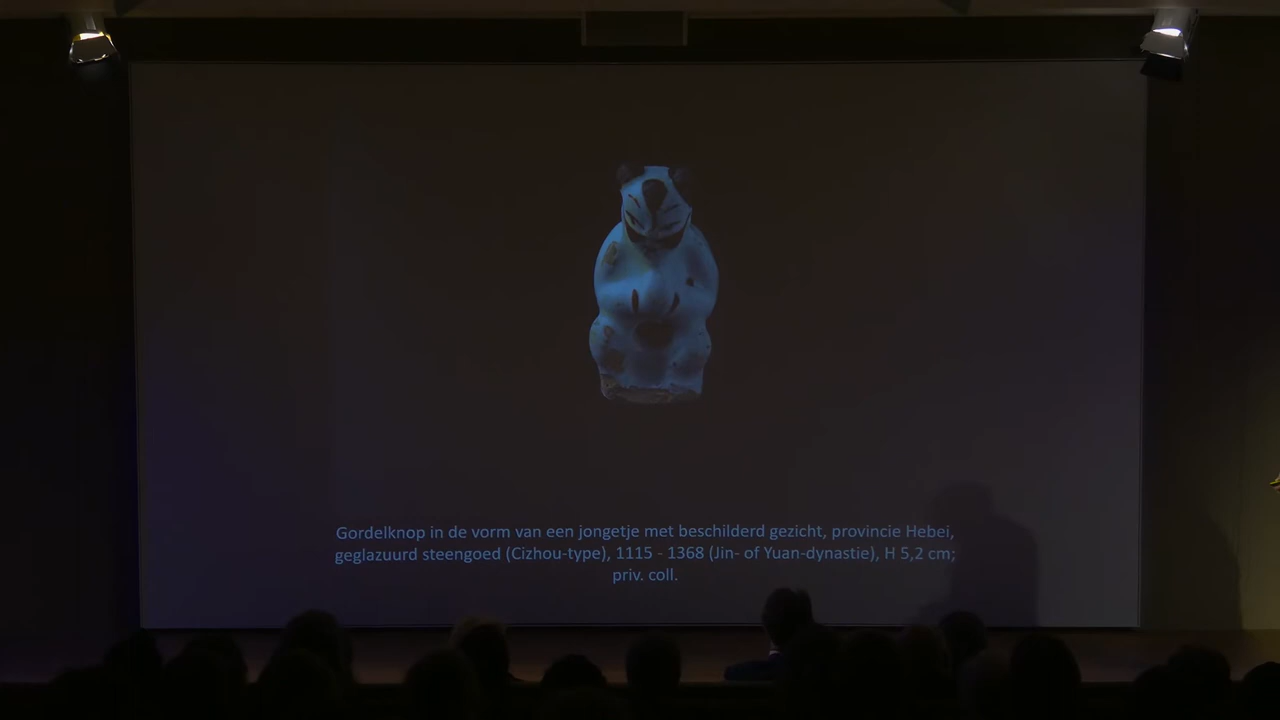 Gordelknop in de vorm van een jongetje met beschilderd gezicht, provincie Hebei,
geglazuurd steengoed (Cizhou-type), 1115 - 1368 (Jin- of Yuan-dynastie), H 5,2 cm;
priv. coll.